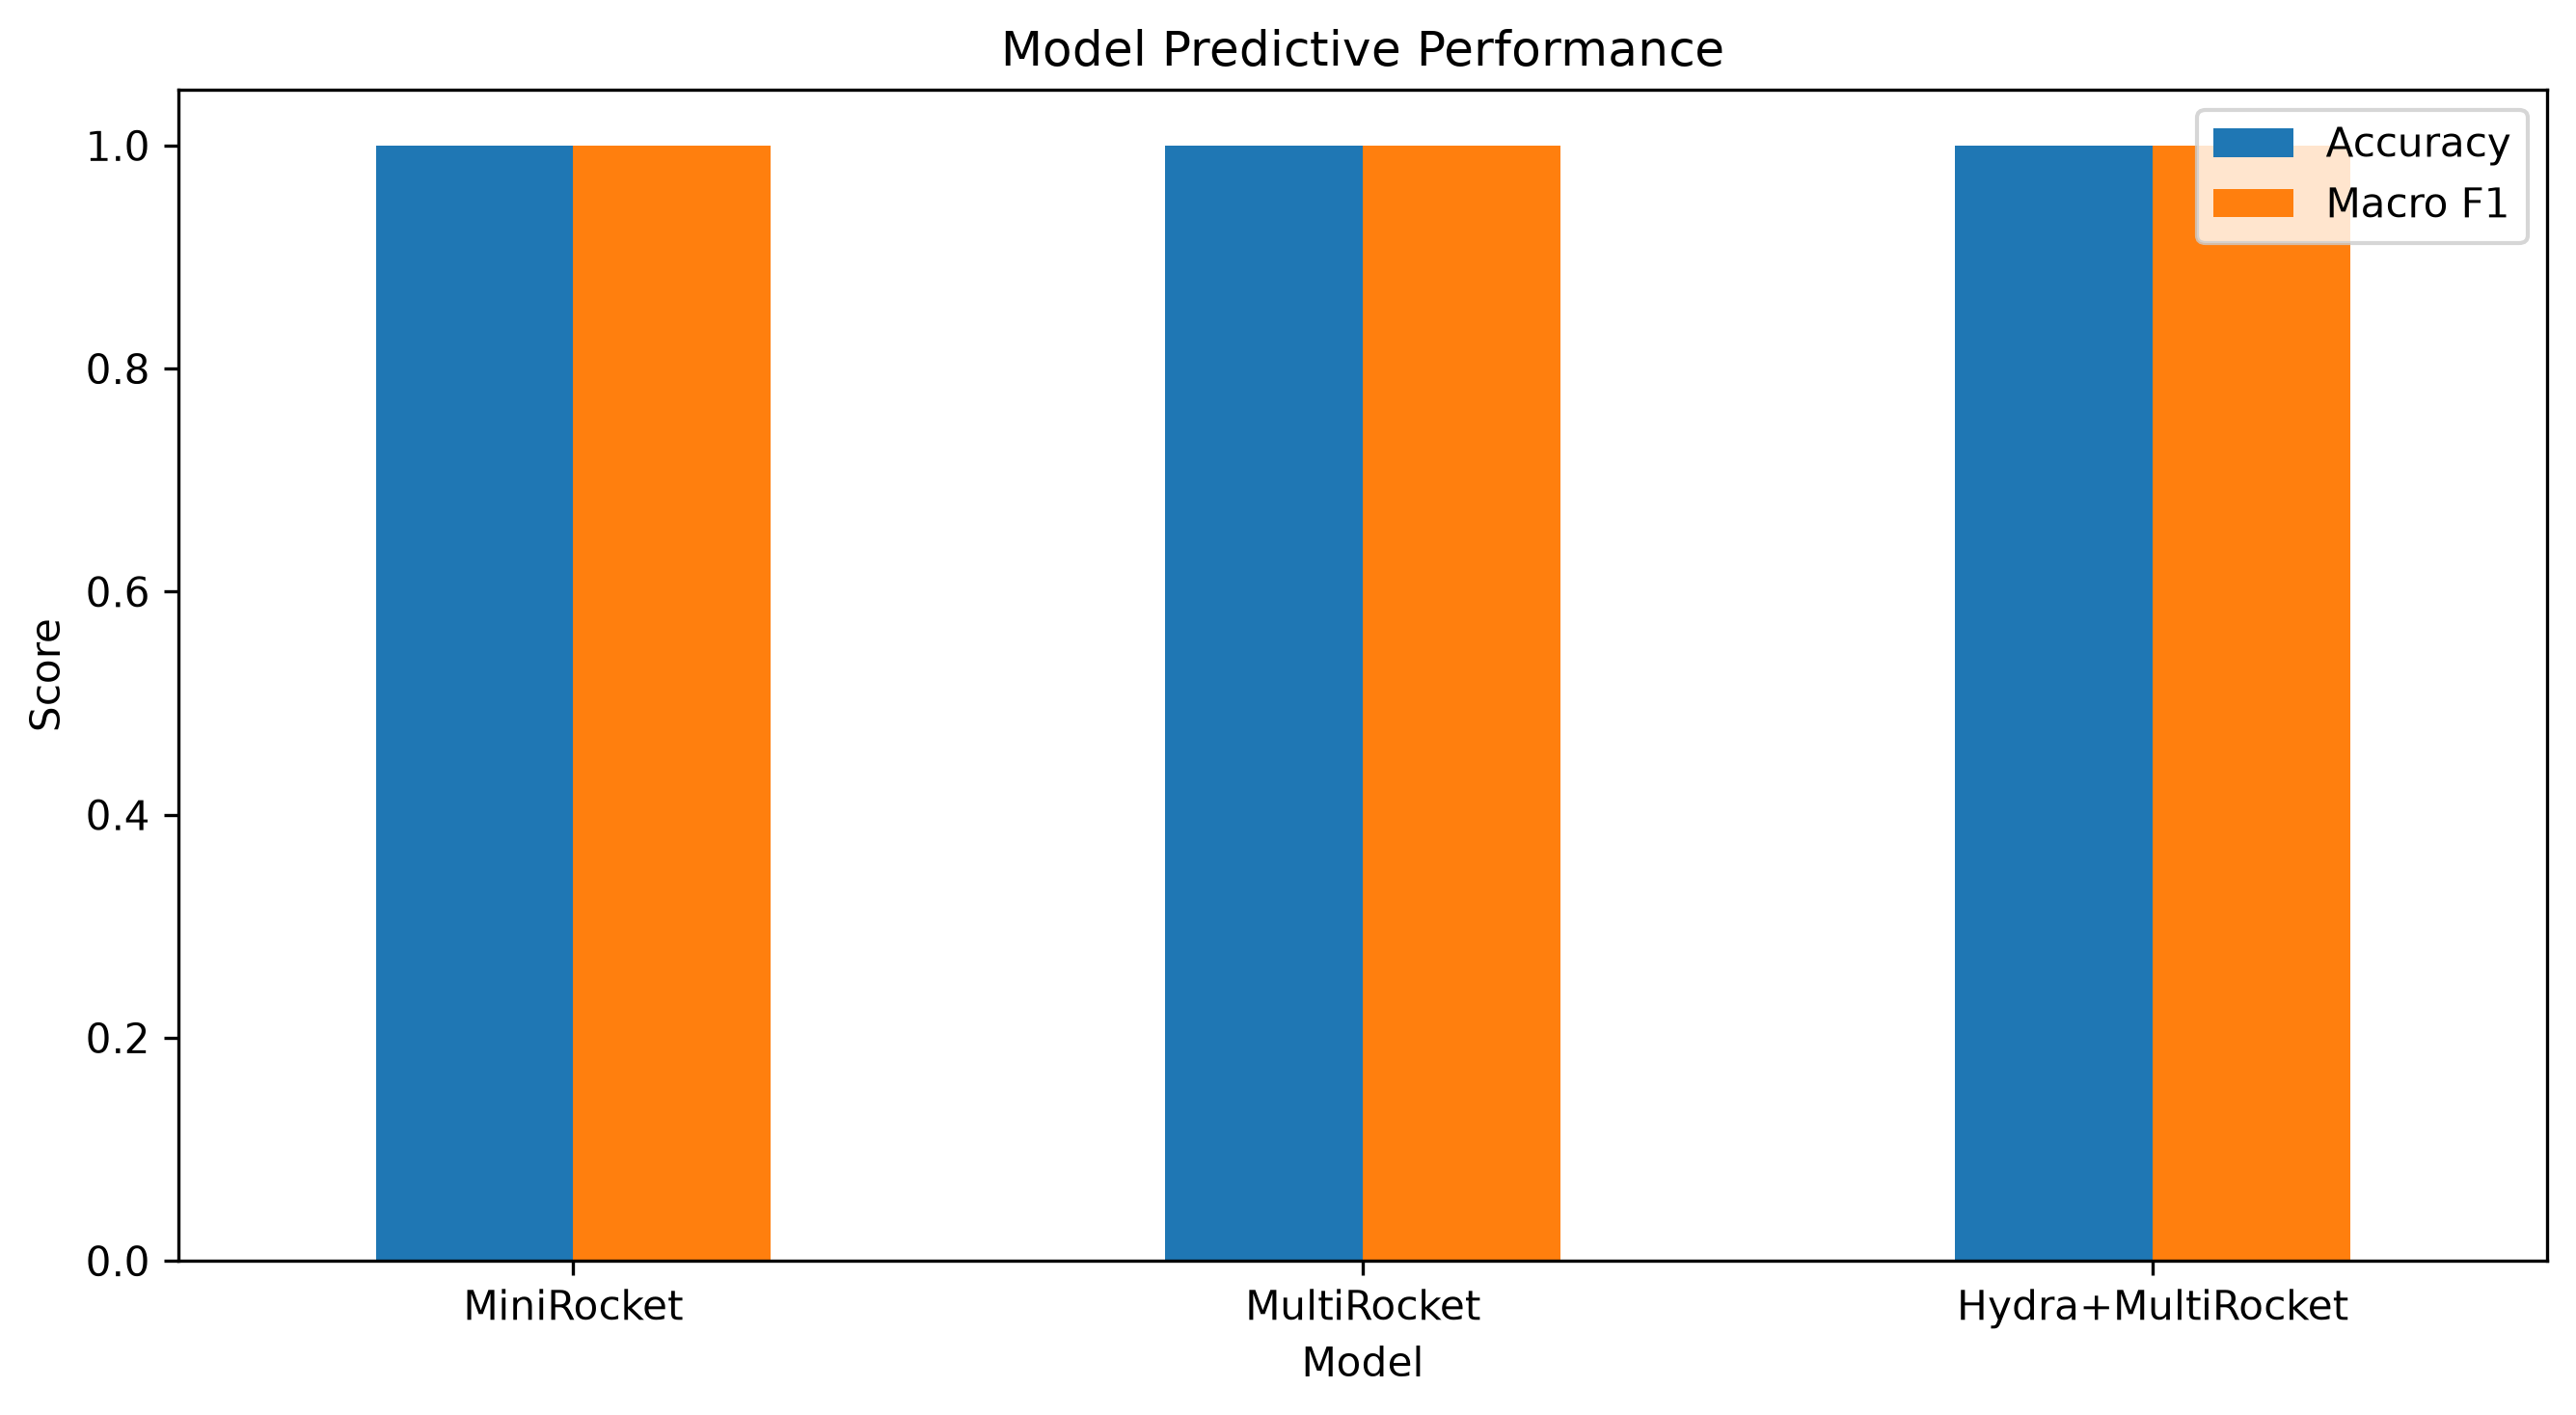 Model Predictive Performance
Accuracy
Macro F1
1.0
0.8
0.6
0.4
0.2
0.0
Score
MiniRocket
MultiRocket
Hydra+MultiRocket
Model